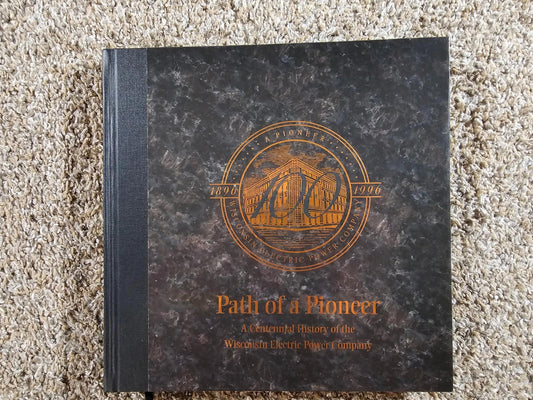 A PIONEER
1896 100 1996
WISCONSIN ELECTRIC POWER COMPANY
Path of a Pioneer
A Centennial History of the
Wisconsin Electric Power Company